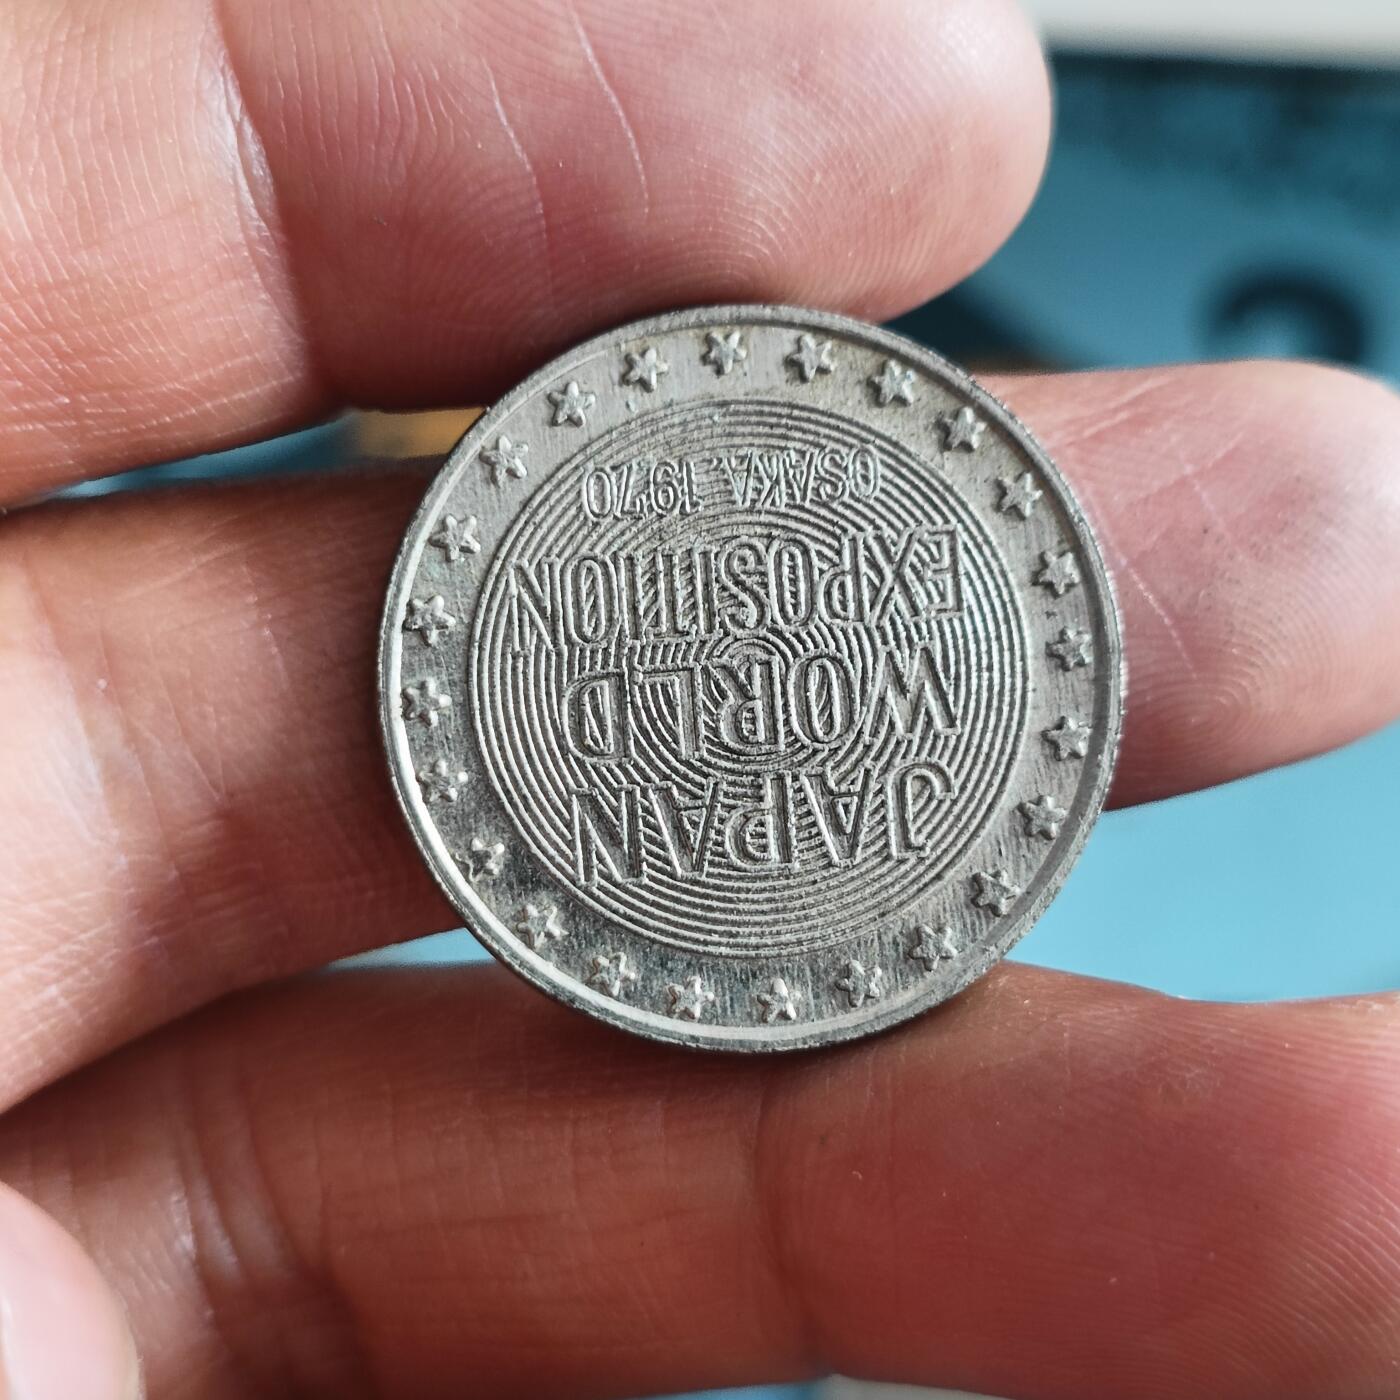 JAPAN
WORLD
EXPOSITION
OSAKA 1970